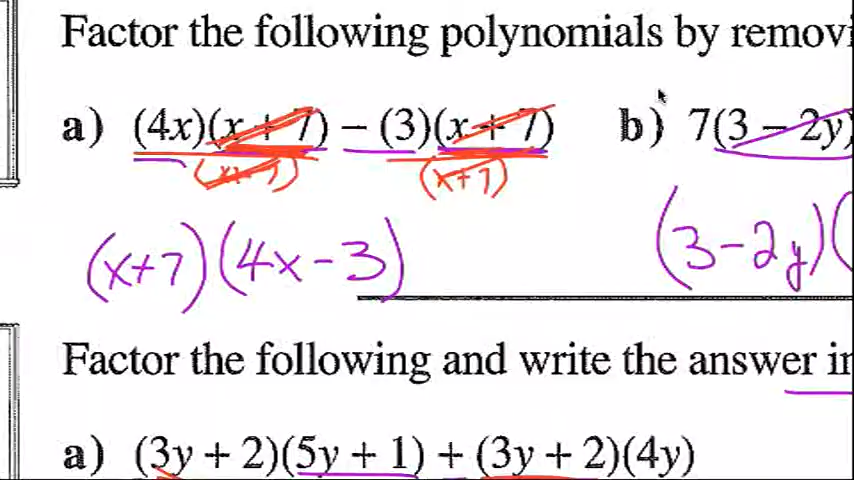 Factor the following polynomials by removi
a) (4x)(x + 7) − (3)(x + 7) b) 7(3 − 2y)
(x+7) (x+7)
(x+7)(4x−3) (3−2y)(
Factor the following and write the answer in
a) (3y + 2)(5y + 1) + (3y + 2)(4y)